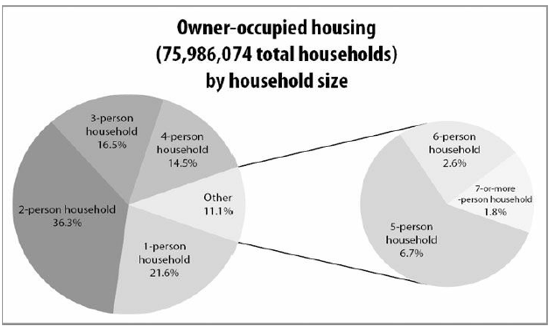 Owner-occupied housing
(75,986,074 total households)
by household size
3-person
household
16.5%
4-person
household
14.5%
Other
11.1%
2-person household
36.3%
1-person
household
21.6%
6-person
household
2.6%
7-or-more
-person household
1.8%
5-person
household
6.7%